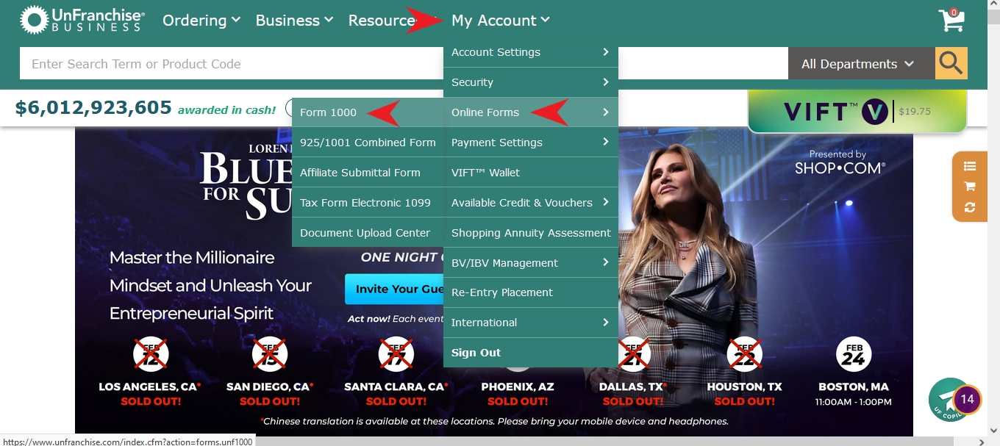 UnFranchise®
BUSINESS
Ordering
Business
Resource
My Account
0
Enter Search Term or Product Code
All Departments
$6,012,923,605 awarded in cash!
VIFT™ V
$19.75
Account Settings
Security
Online Forms
Payment Settings
VIFT™ Wallet
Available Credit & Vouchers
Shopping Annuity Assessment
BV/IBV Management
Re-Entry Placement
International
Sign Out
Form 1000
925/1001 Combined Form
Affiliate Submittal Form
Tax Form Electronic 1099
Document Upload Center
LOREN
BLUE
FOR SU
Presented by
SHOP•COM®
Master the Millionaire
Mindset and Unleash Your
Entrepreneurial Spirit
ONE NIGHT
Invite Your Gue
Act now! Each event
FEB
12
LOS ANGELES, CA*
SOLD OUT!
FEB
15
SAN DIEGO, CA*
SOLD OUT!
FEB
17
SANTA CLARA, CA*
SOLD OUT!
PHOENIX, AZ
SOLD OUT!
FEB
21
DALLAS, TX*
SOLD OUT!
FEB
22
HOUSTON, TX
SOLD OUT!
FEB
24
BOSTON, MA
11:00AM - 1:00PM
*Chinese translation is available at these locations. Please bring your mobile device and headphones.
UF COPIL
14
https://www.unfranchise.com/index.cfm?action=forms.unf1000